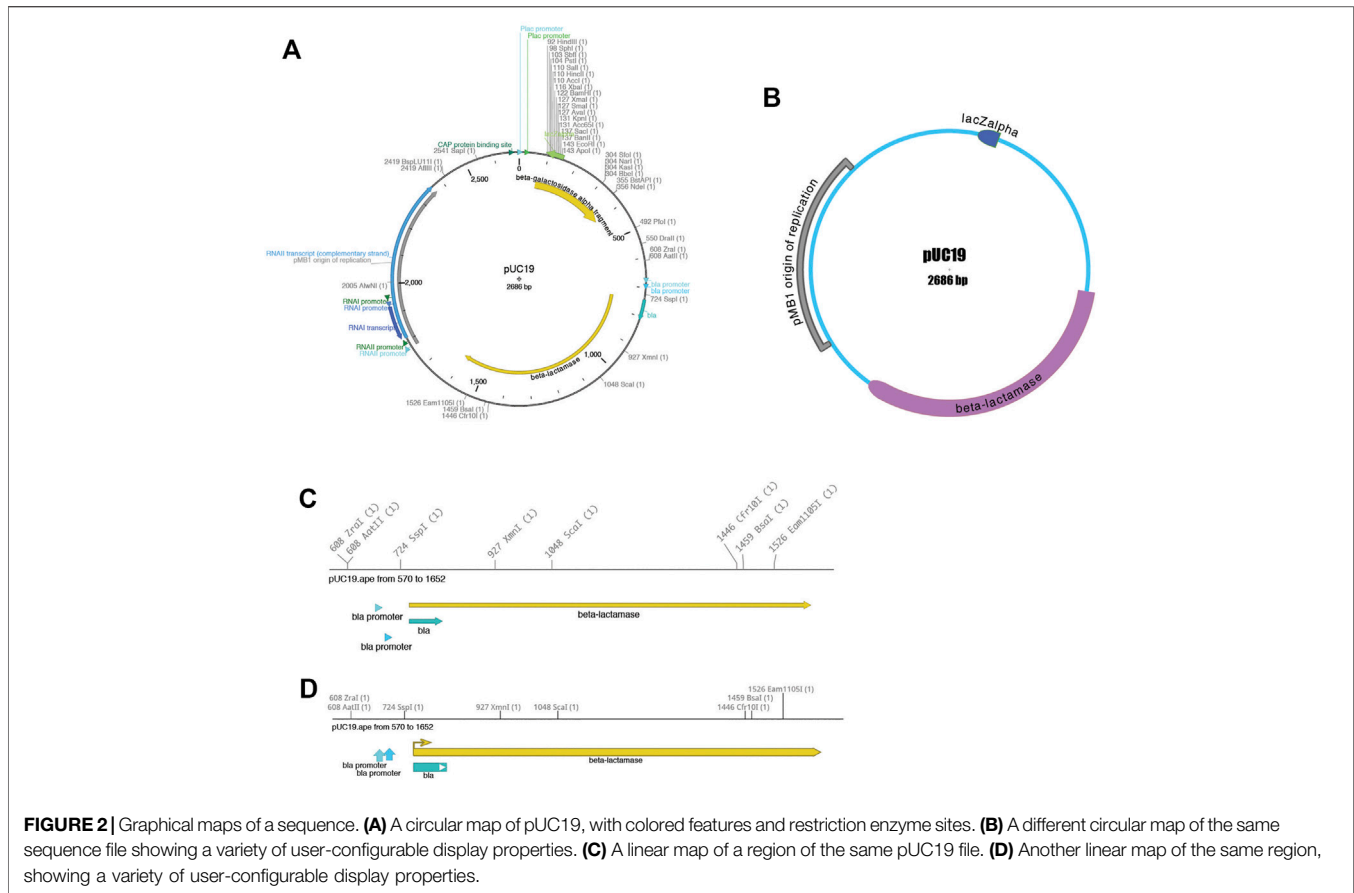 A
Plac promoter
Plac promoter
92 HindIII (1)
98 SphI (1)
103 SbfI (1)
104 PstI (1)
110 SalI (1)
110 HincII (1)
110 AccI (1)
116 XbaI (1)
122 BamHI (1)
127 XmaI (1)
127 SmaI (1)
127 AvaI (1)
131 KpnI (1)
131 Acc65I (1)
137 SacI (1)
137 BanII (1)
143 EcoRI (1)
143 ApoI (1)
CAP protein binding site
2541 SapI (1)
2419 BspLU11I (1)
2419 AflIII (1)
304 SfoI (1)
304 NarI (1)
304 KasI (1)
304 BbeI (1)
355 BstAPI (1)
356 NdeI (1)
0
2,500
beta-galactosidase alpha fragment
492 PfoI (1)
500
550 DraII (1)
608 ZraI (1)
608 AatII (1)
RNAII transcript (complementary strand)
pMB1 origin of replication
pUC19
2686 bp
2005 AlwNI (1)
2,000
bla promoter
bla promoter
724 SspI (1)
RNAI promoter
RNAI promoter
bla
RNAI transcript
RNAII promoter
RNAII promoter
927 XmnI (1)
1,000
beta-lactamase
1048 ScaI (1)
1,500
1526 Eam1105I (1)
1459 BsaI (1)
1446 Cfr10I (1)
B
lacZalpha
pMB1 origin of replication
pUC19
2686 bp
beta-lactamase
C
608 ZraI (1)
608 AatII (1)
724 SspI (1)
927 XmnI (1)
1048 ScaI (1)
1446 Cfr10I (1)
1459 BsaI (1)
1526 Eam1105I (1)
pUC19.ape from 570 to 1652
bla promoter
beta-lactamase
bla
bla promoter
D
1526 Eam1105I (1)
608 ZraI (1)
1459 BsaI (1)
608 AatII (1)
724 SspI (1)
927 XmnI (1)
1048 ScaI (1)
1446 Cfr10I (1)
pUC19.ape from 570 to 1652
bla promoter
beta-lactamase
bla promoter
bla
FIGURE 2 | Graphical maps of a sequence. (A) A circular map of pUC19, with colored features and restriction enzyme sites. (B) A different circular map of the same
sequence file showing a variety of user-configurable display properties. (C) A linear map of a region of the same pUC19 file. (D) Another linear map of the same region,
showing a variety of user-configurable display properties.